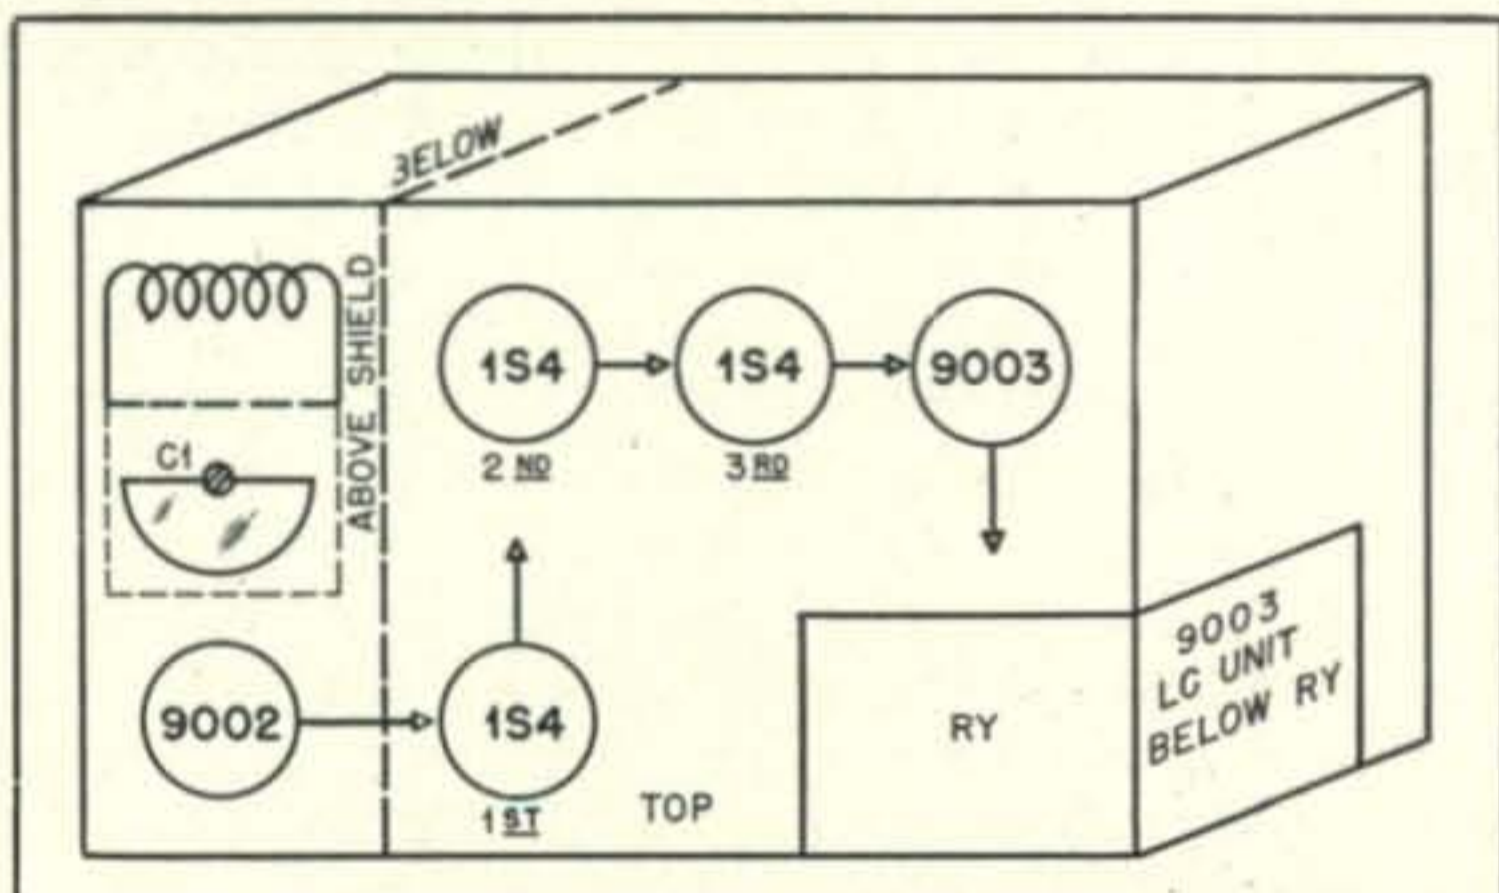 BELOW
ABOVE SHIELD
1S4
1S4
9003
2 ND
3 RD
C1
9002
1S4
1 ST
TOP
RY
9003
LC UNIT
BELOW RY